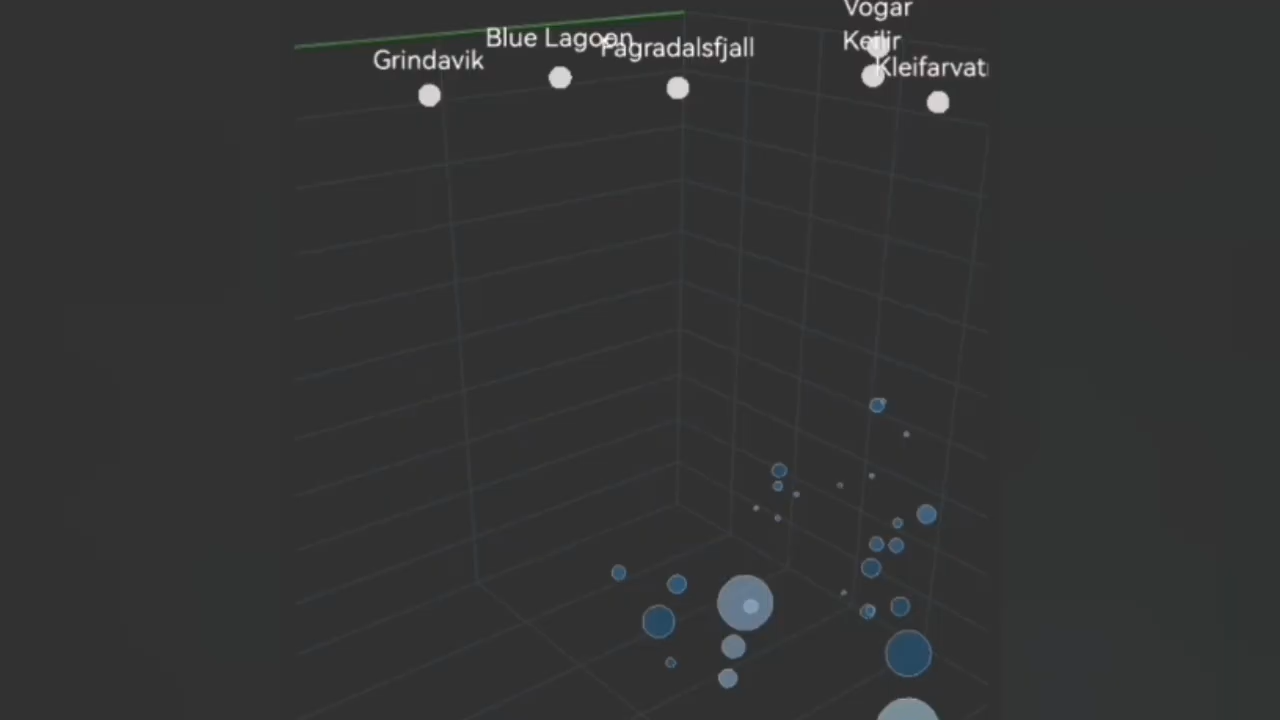 Vogar
Blue Lagoon
Keilir
Fagradalsfjall
Grindavik
Kleifarvat